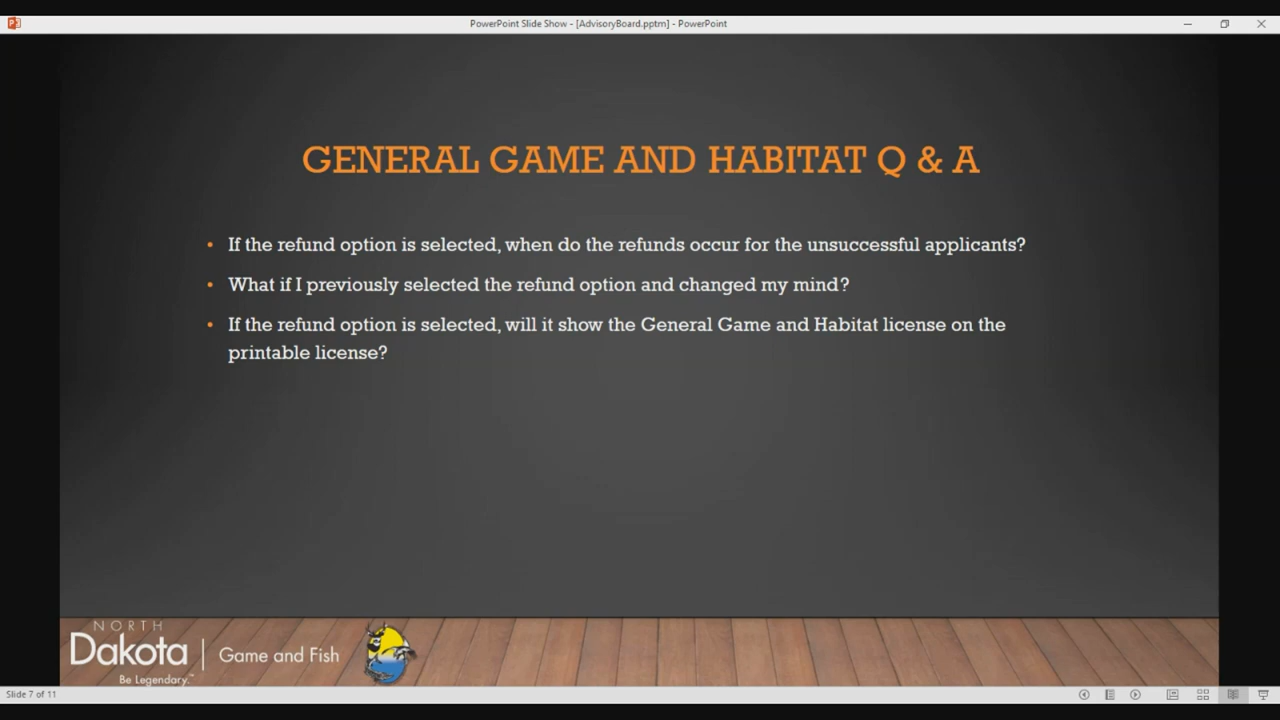 PowerPoint Slide Show - [AdvisoryBoard.pptm] - PowerPoint
GENERAL GAME AND HABITAT Q & A
• If the refund option is selected, when do the refunds occur for the unsuccessful applicants?
• What if I previously selected the refund option and changed my mind?
• If the refund option is selected, will it show the General Game and Habitat license on the
printable license?
NORTH
Dakota | Game and Fish
Be Legendary.™
Slide 7 of 11